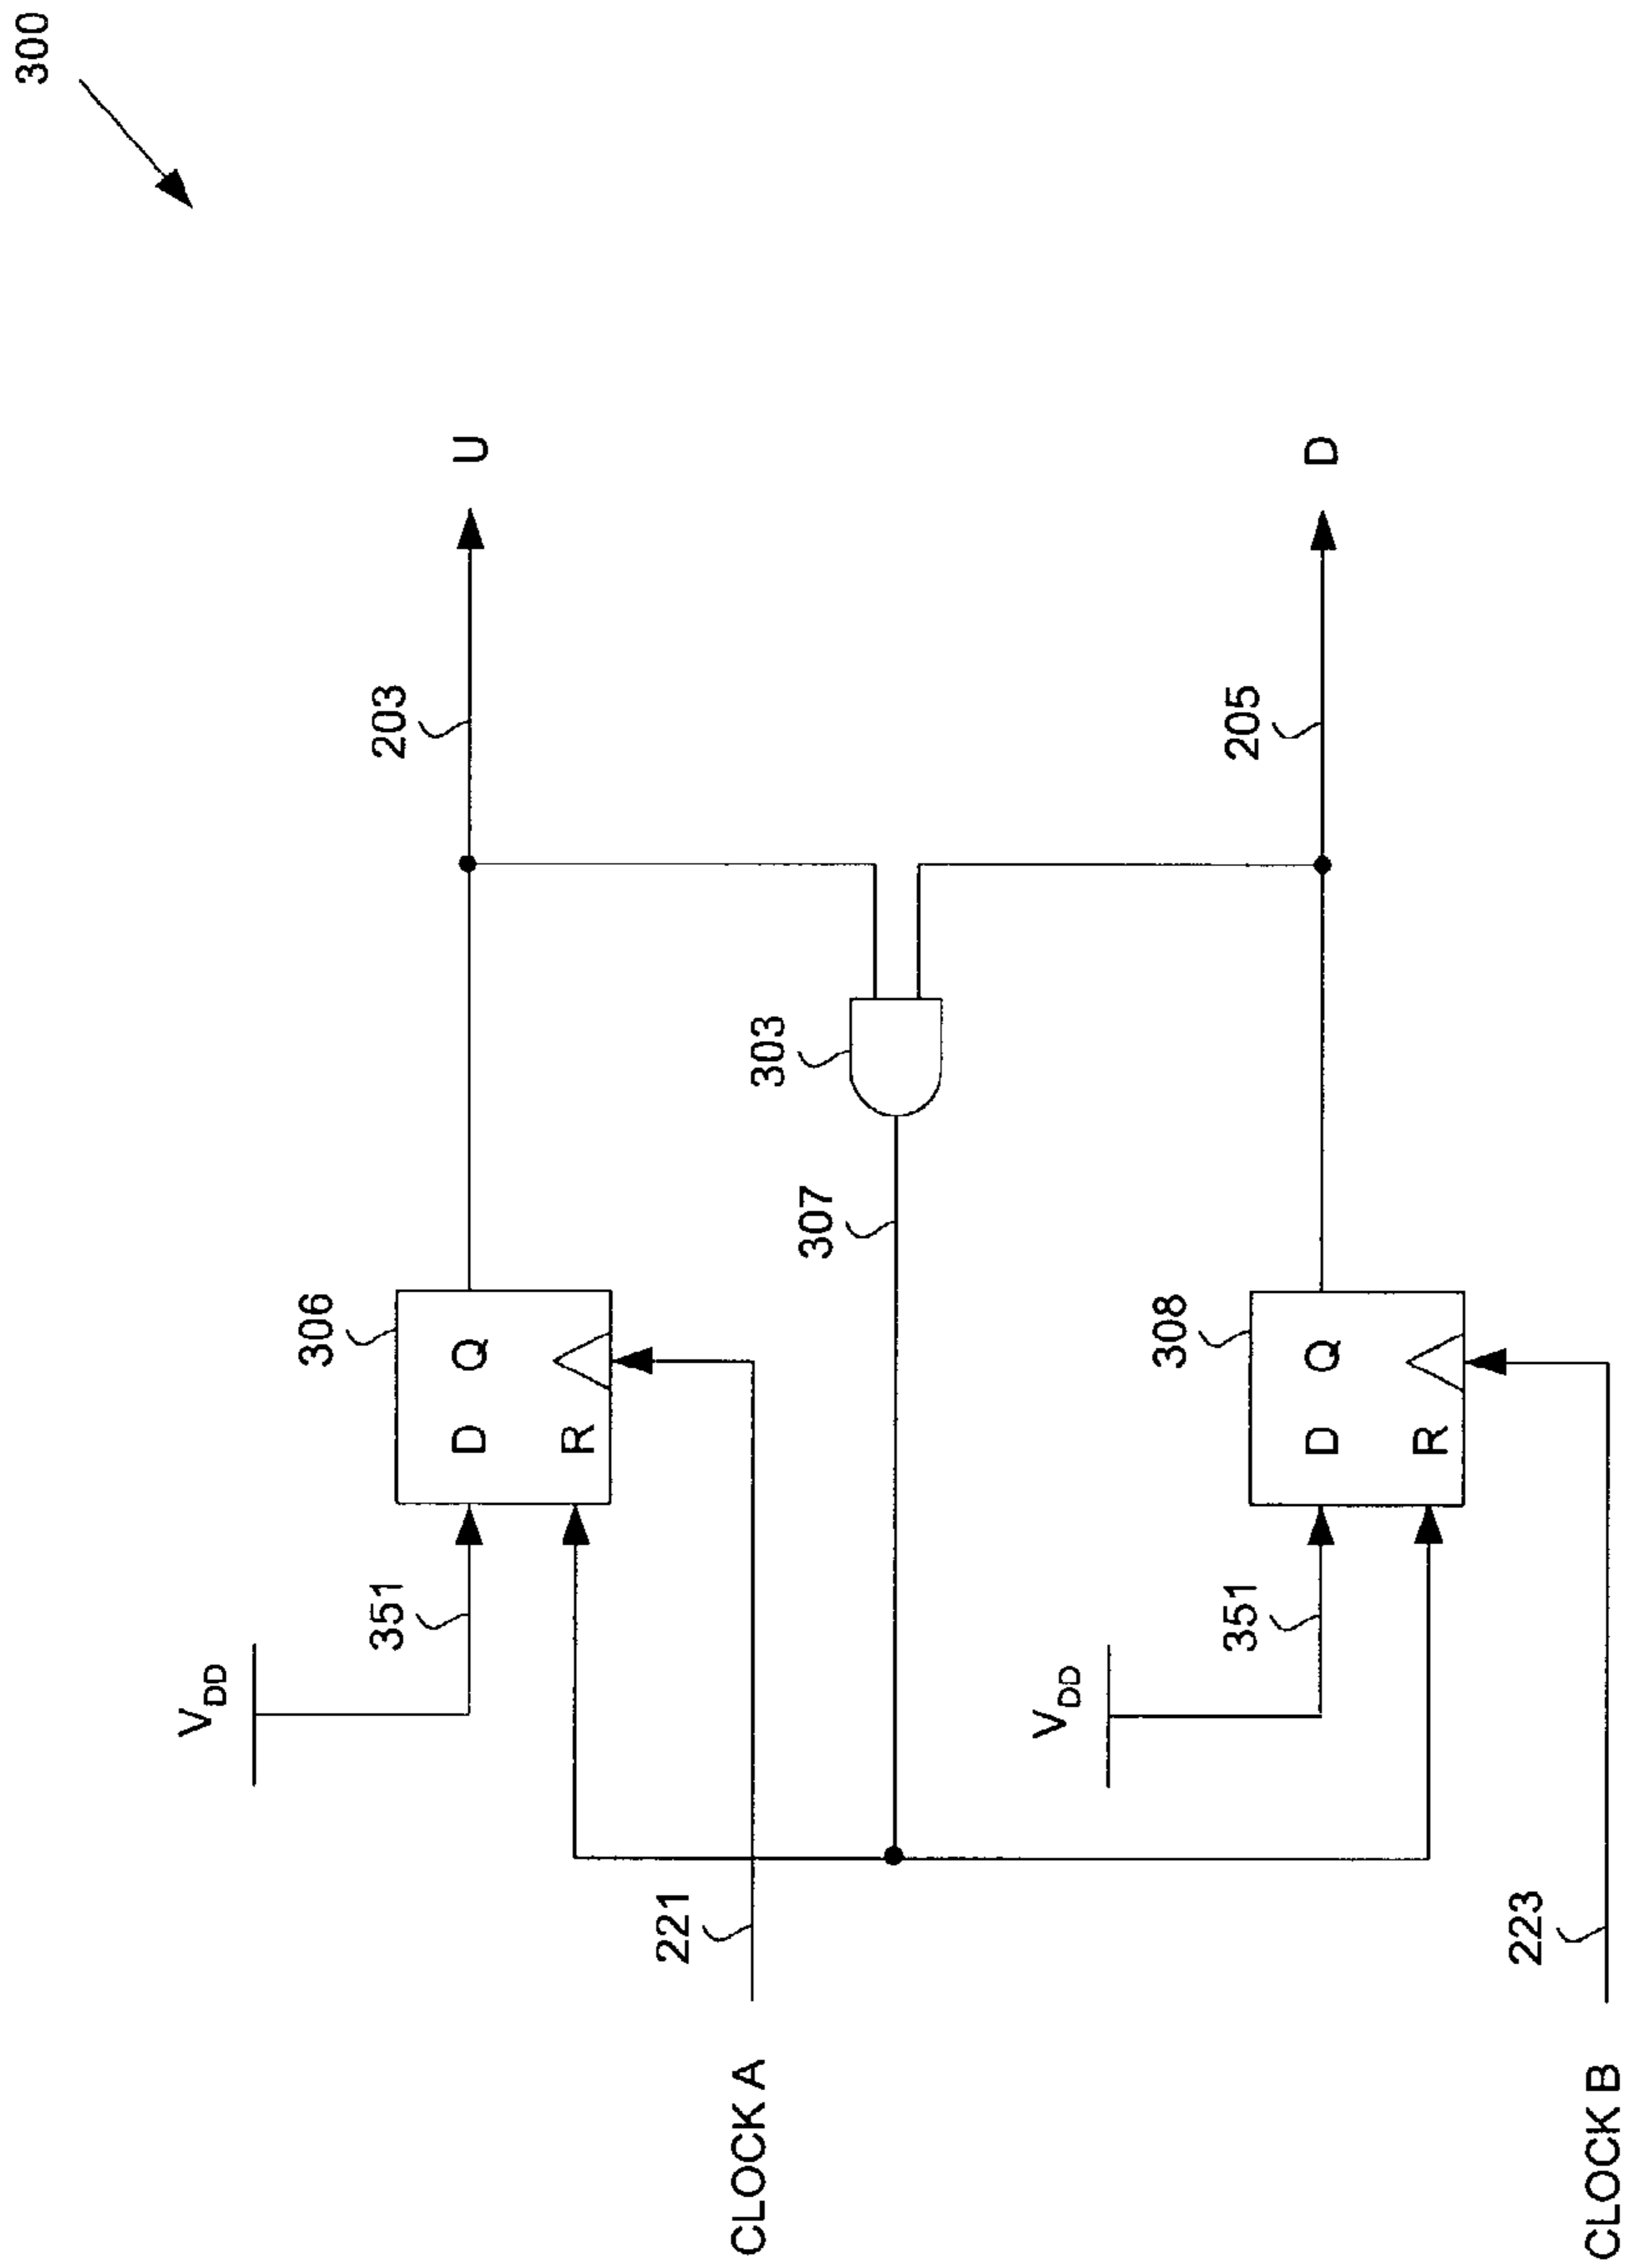 300
U
203
306
V_DD
351
D Q
R
303
307
221
CLOCK A
D
205
308
V_DD
351
D Q
R
223
CLOCK B